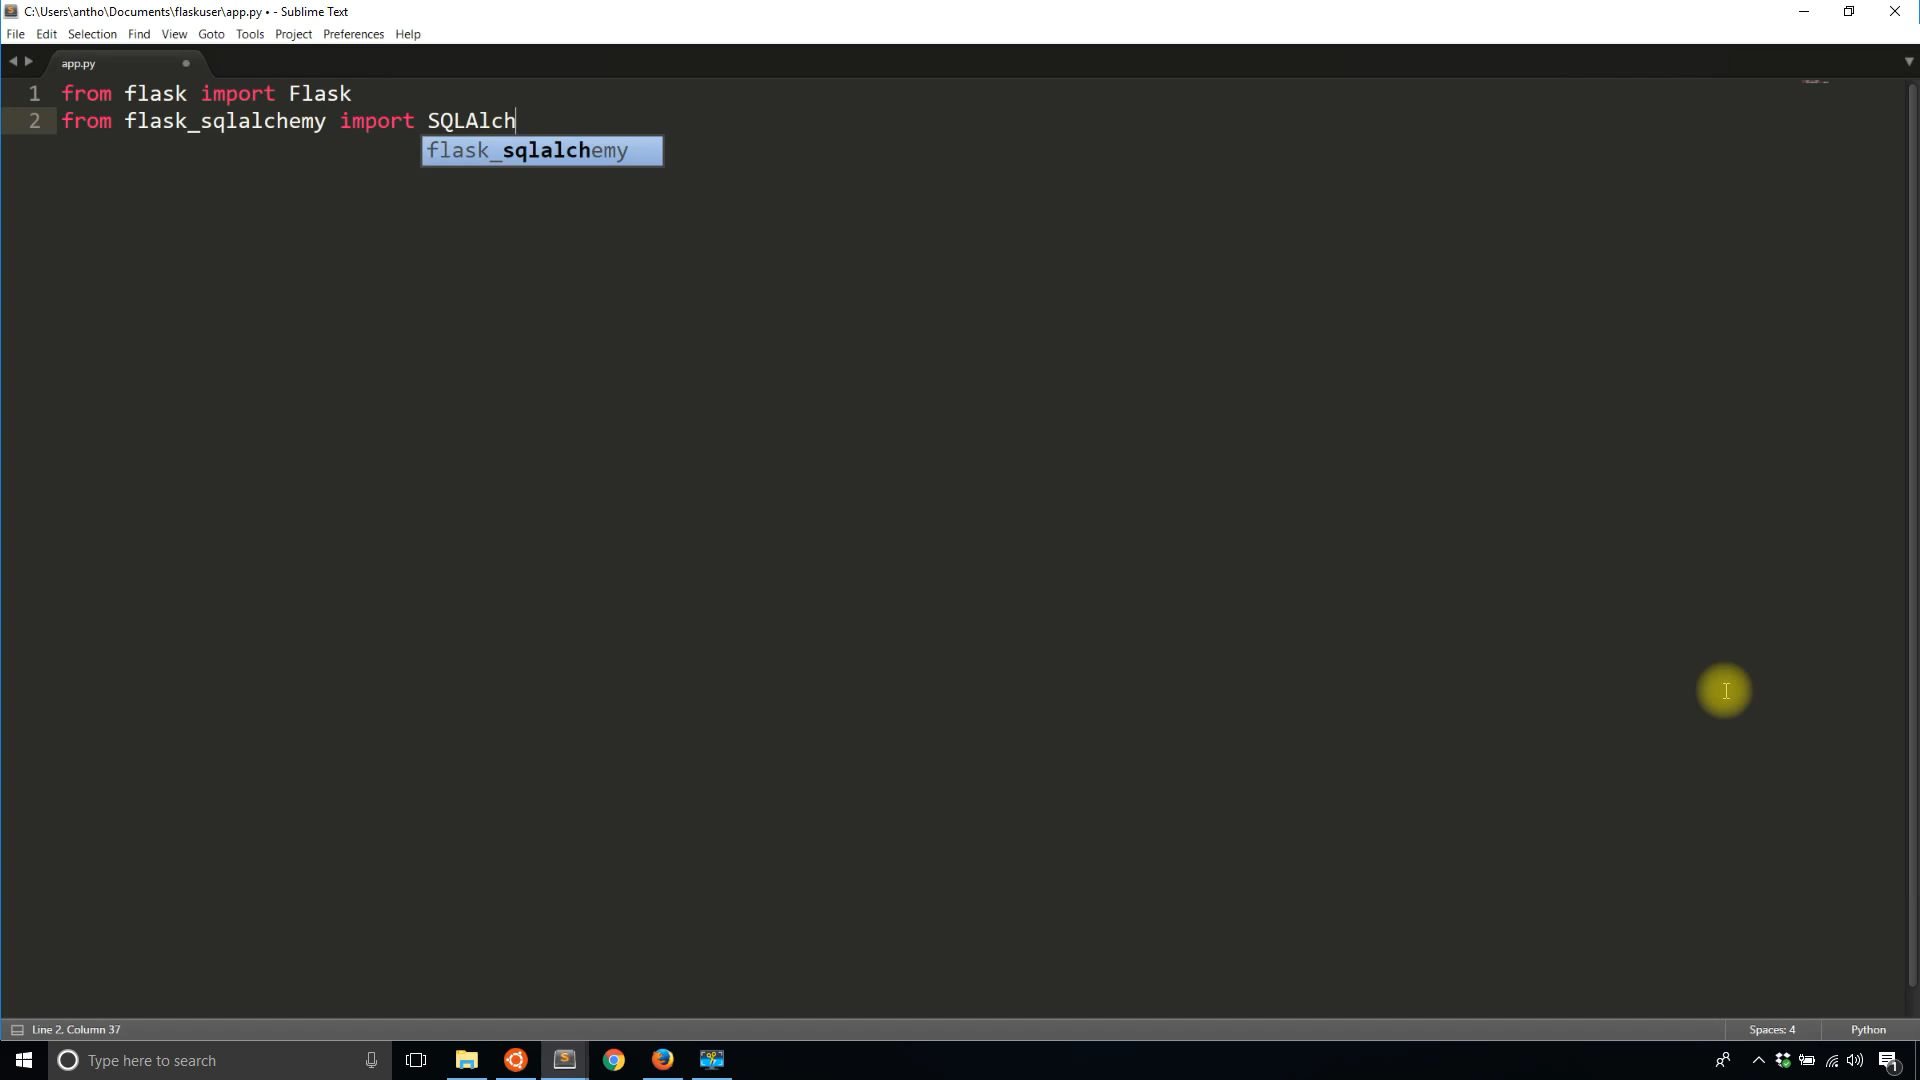 C:\Users\antho\Documents\flaskuser\app.py • - Sublime Text
File Edit Selection Find View Goto Tools Project Preferences Help
app.py
1 from flask import Flask
2 from flask_sqlalchemy import SQLAlch
flask_sqlalchemy
Line 2, Column 37
Spaces: 4
Python
Type here to search
1